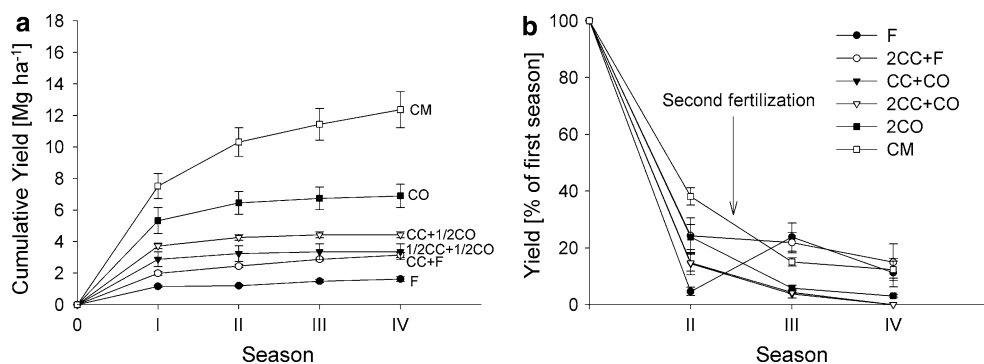 a
Cumulative Yield [Mg ha-1]
18
16
14
12
10
8
6
4
2
0
CM
CO
CC+1/2CO
1/2CC+1/2CO
CC+F
F
0 I II III IV
Season
b
Yield [% of first season]
100
80
60
40
20
0
Second fertilization
F
2CC+F
CC+CO
2CC+CO
2CO
CM
II III IV
Season